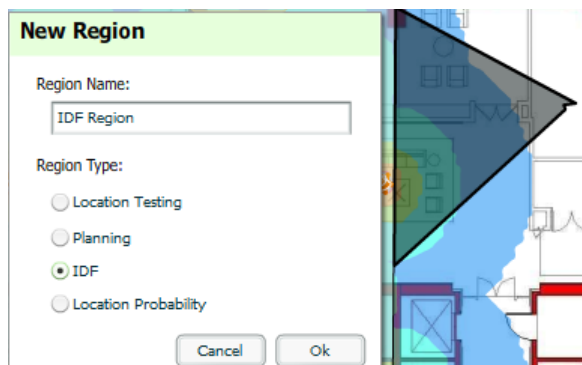 New Region
Region Name:
IDF Region
Region Type:
Location Testing
Planning
IDF
Location Probability
Cancel Ok